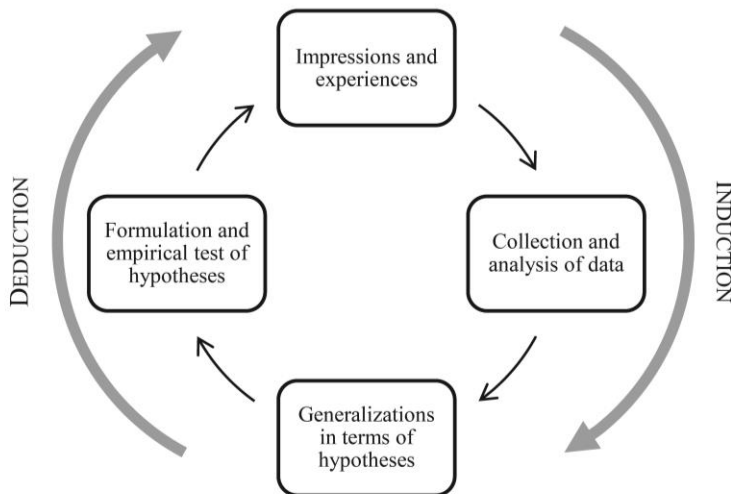 Impressions and
experiences
DEDUCTION
Formulation and
empirical test of
hypotheses
Collection and
analysis of data
INDUCTION
Generalizations
in terms of
hypotheses